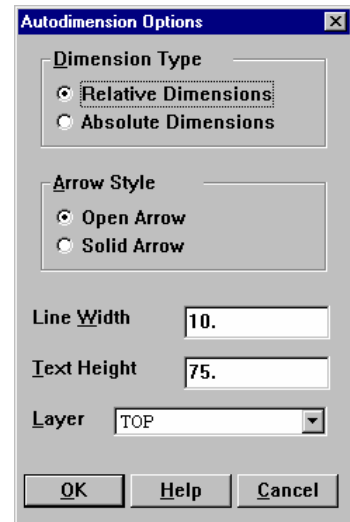 Autodimension Options
Dimension Type
Relative Dimensions
Absolute Dimensions
Arrow Style
Open Arrow
Solid Arrow
Line Width 10.
Text Height 75.
Layer TOP
OK Help Cancel